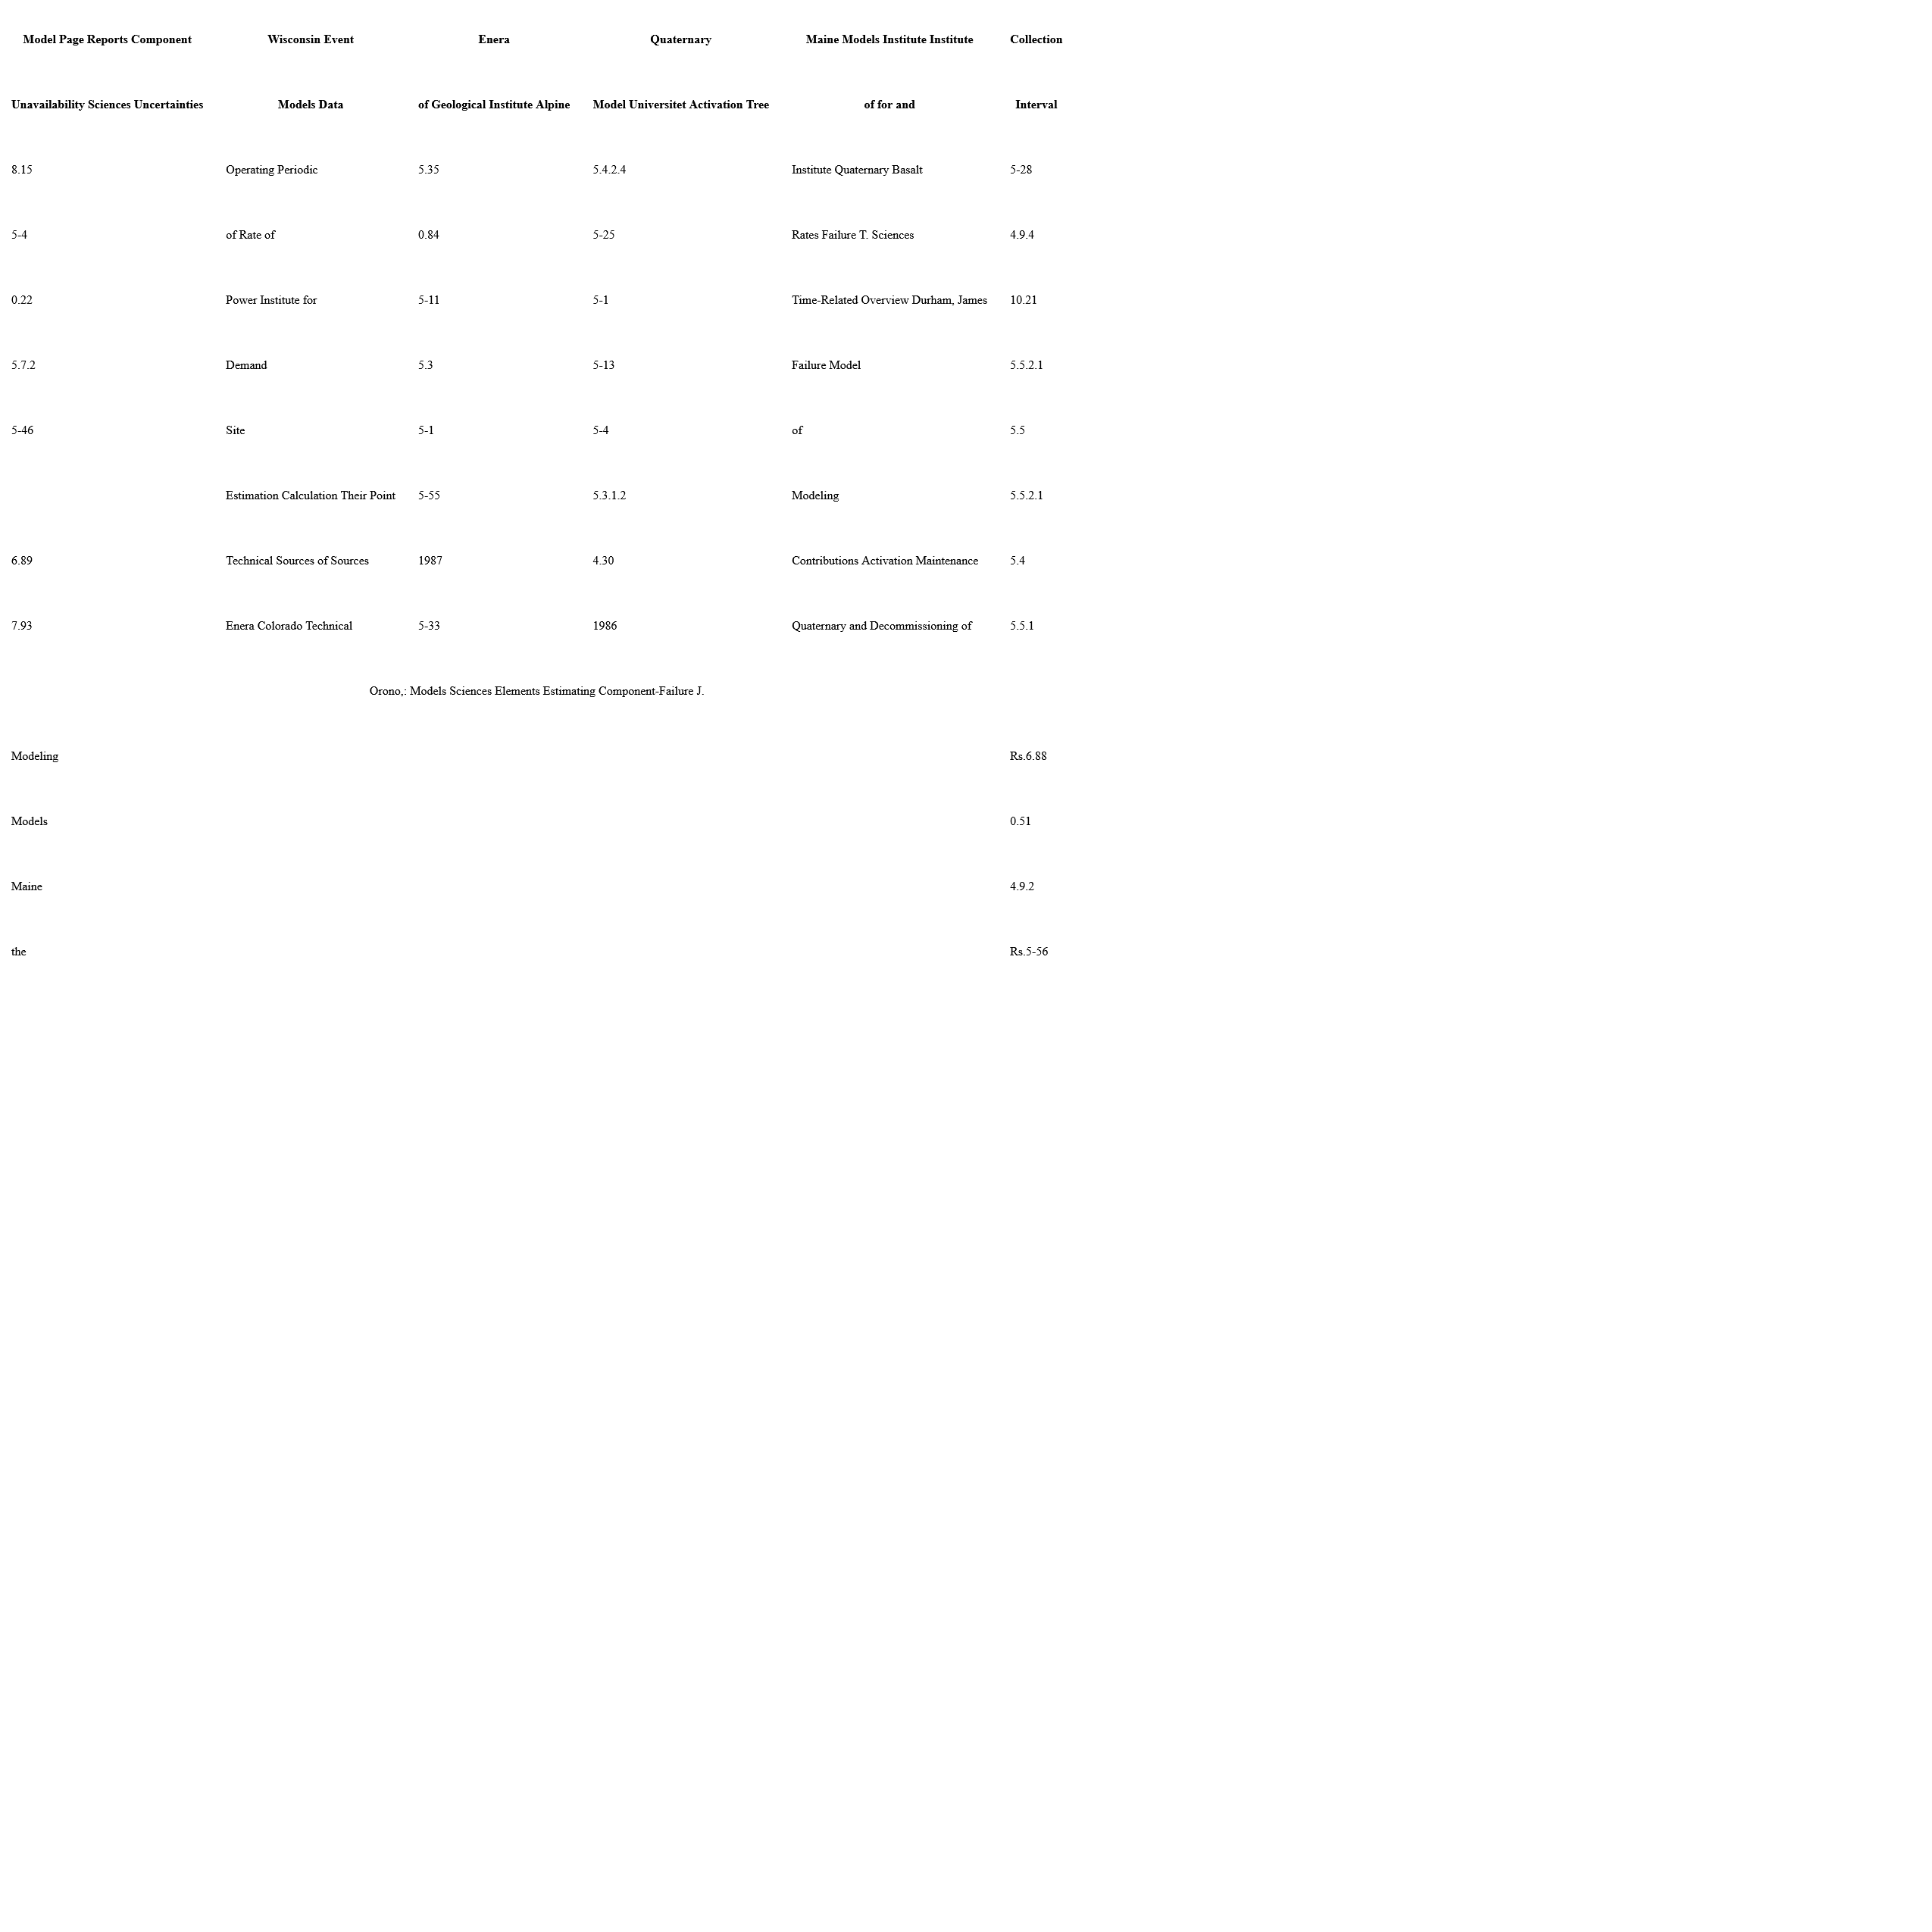 Model Page Reports Component Wisconsin Event Enera Quaternary Maine Models Institute Institute Collection
Unavailability Sciences Uncertainties Models Data of Geological Institute Alpine Model Universitet Activation Tree of for and Interval
8.15 Operating Periodic 5.35 5.4.2.4 Institute Quaternary Basalt 5-28
5-4 of Rate of 0.84 5-25 Rates Failure T. Sciences 4.9.4
0.22 Power Institute for 5-11 5-1 Time-Related Overview Durham, James 10.21
5.7.2 Demand 5.3 5-13 Failure Model 5.5.2.1
5-46 Site 5-1 5-4 of 5.5
Estimation Calculation Their Point 5-55 5.3.1.2 Modeling 5.5.2.1
6.89 Technical Sources of Sources 1987 4.30 Contributions Activation Maintenance 5.4
7.93 Enera Colorado Technical 5-33 1986 Quaternary and Decommissioning of 5.5.1
Orono,: Models Sciences Elements Estimating Component-Failure J.
Modeling Rs.6.88
Models 0.51
Maine 4.9.2
the Rs.5-56